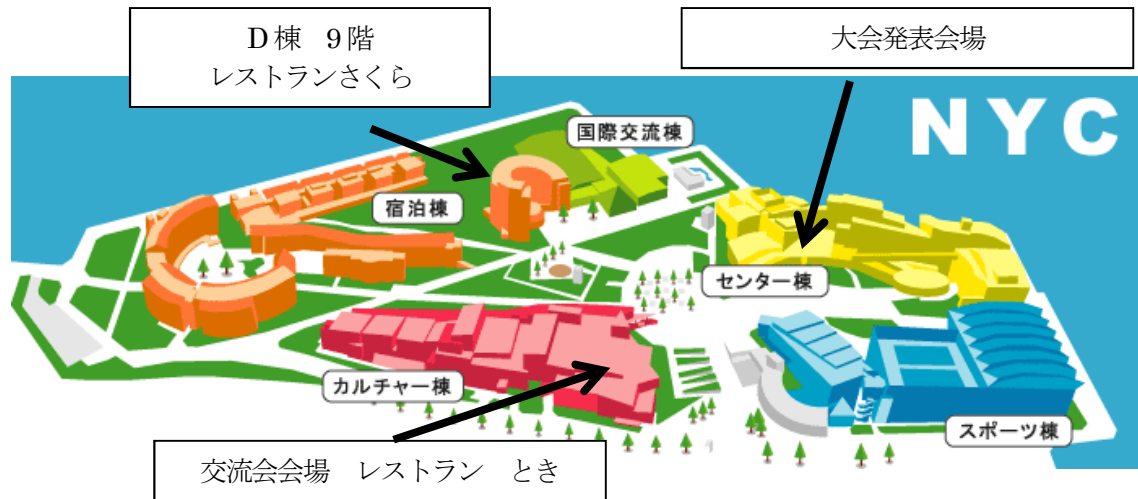 D棟 9階
レストランさくら
大会発表会場
NYC
国際交流棟
宿泊棟
センター棟
カルチャー棟
スポーツ棟
交流会会場 レストラン とき